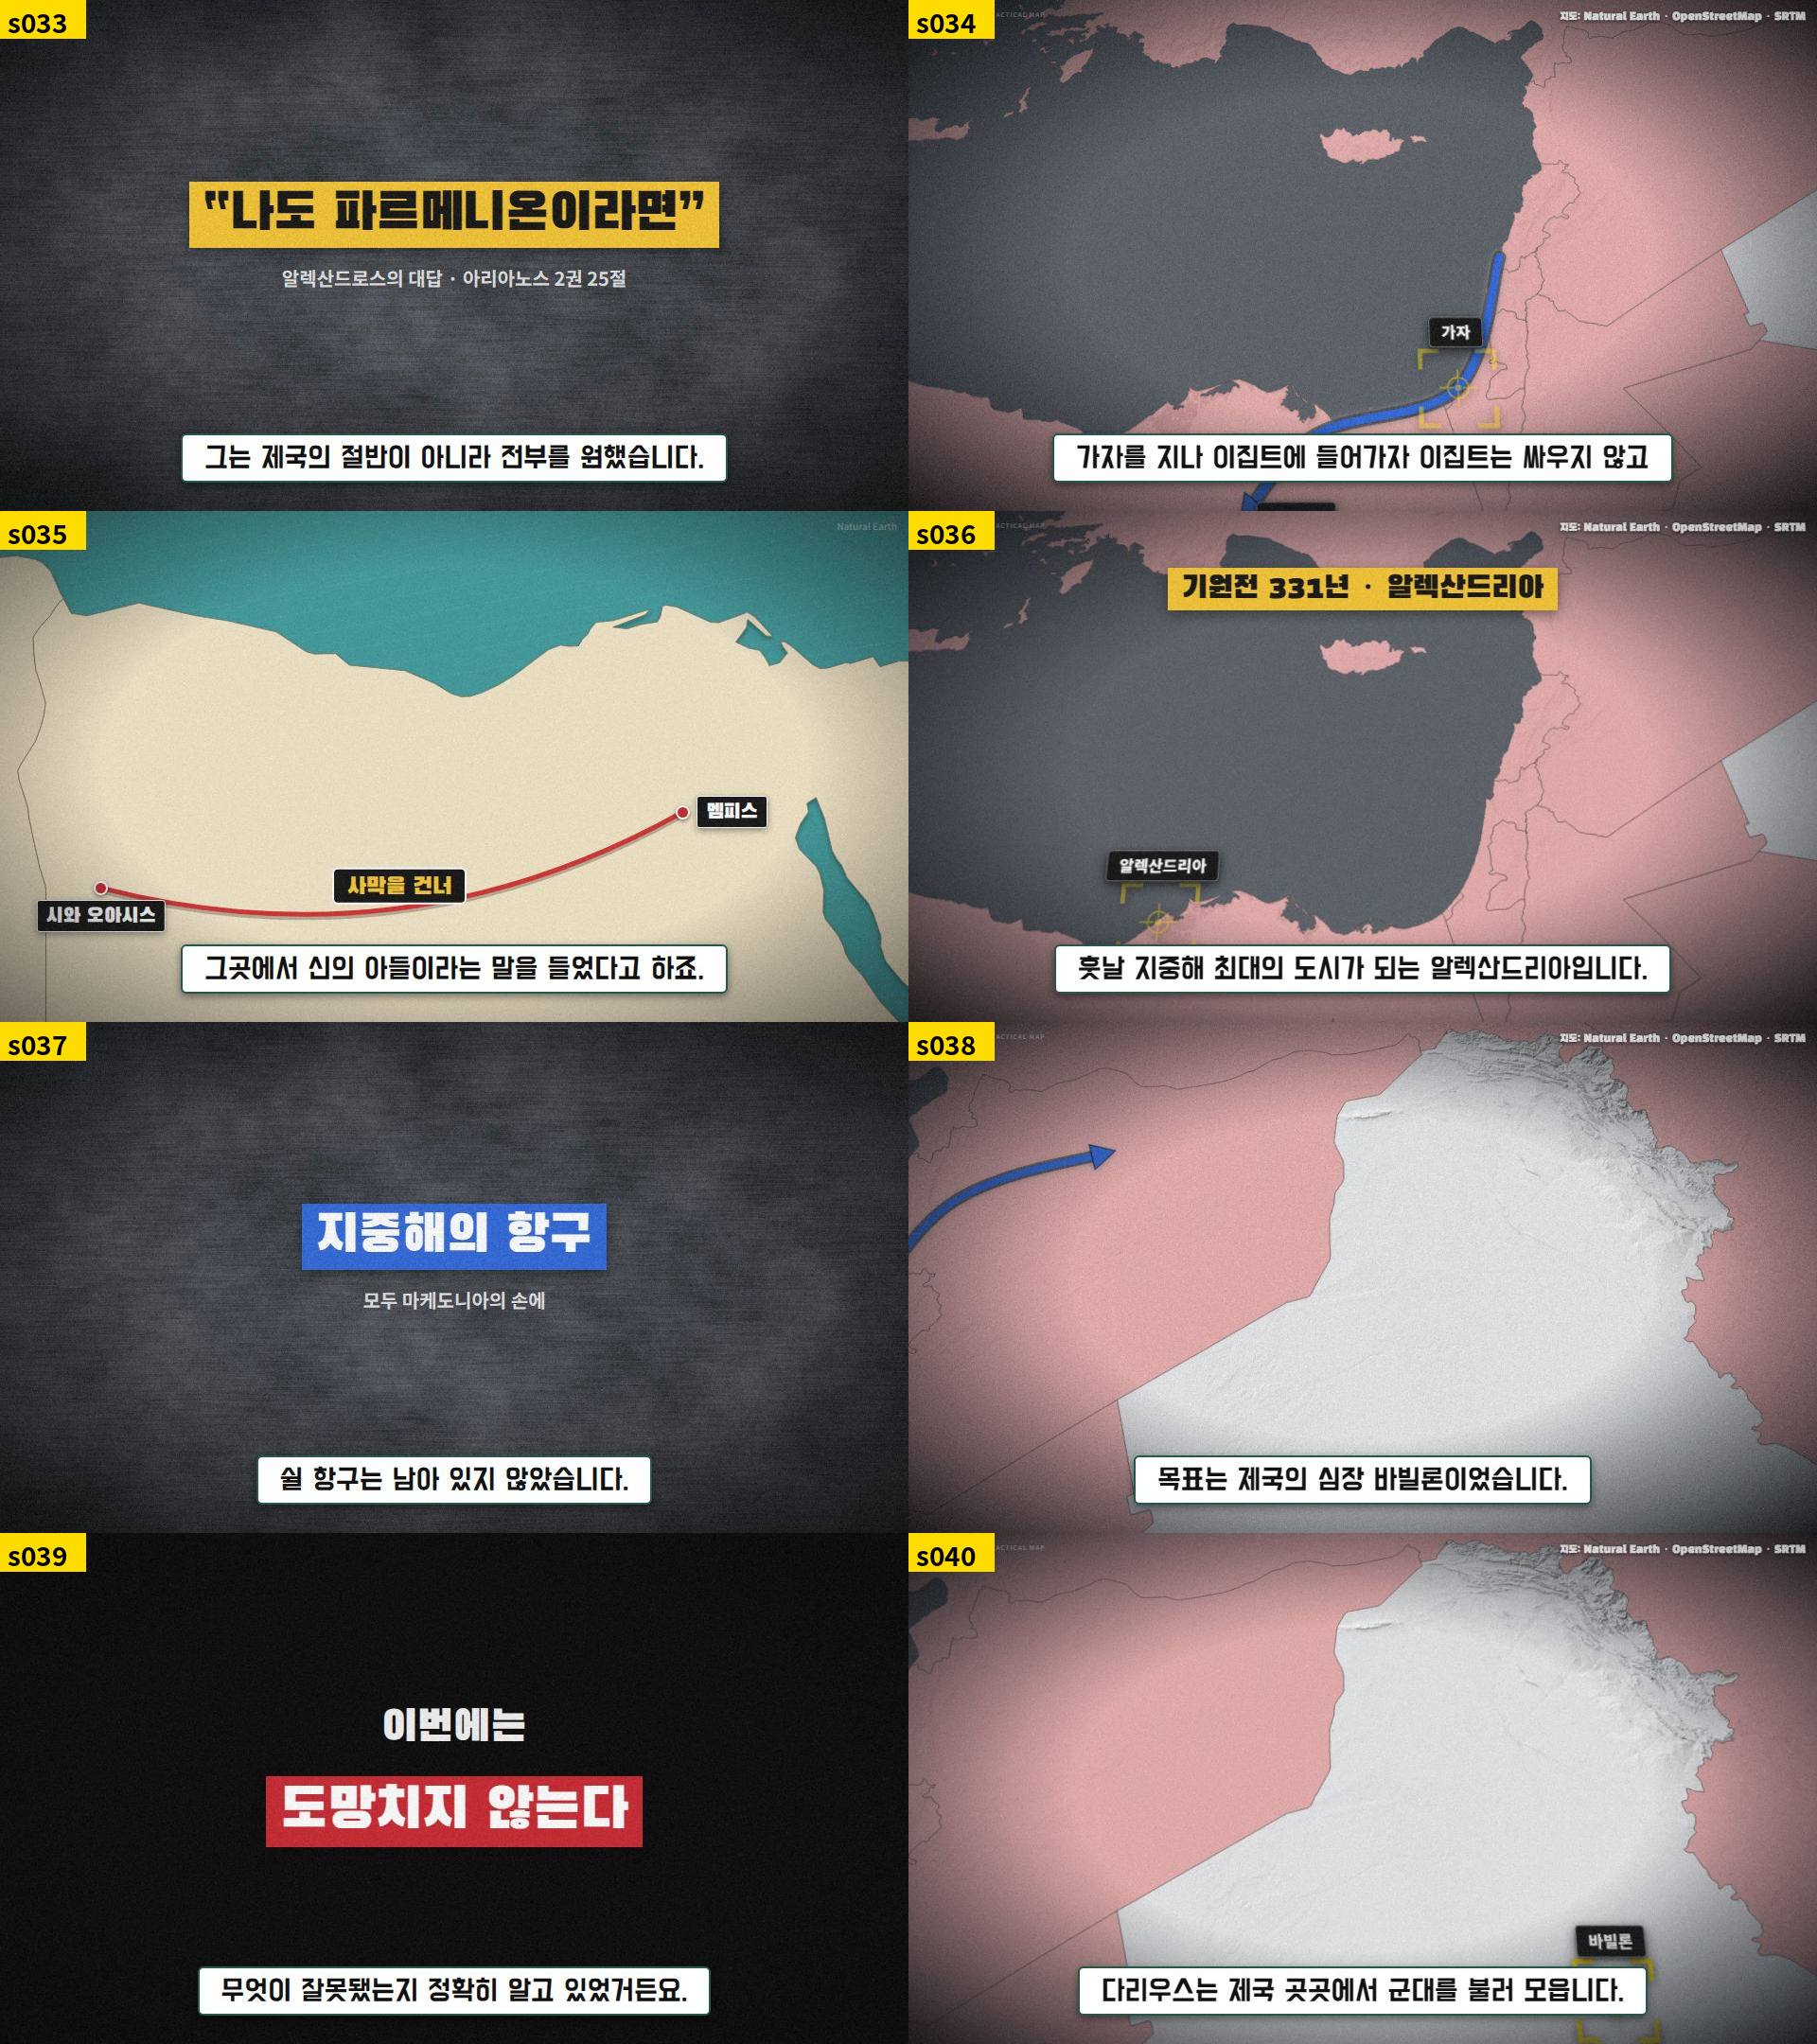 s033
“나도 파르메니온이라면”
알렉산드로스의 대답 · 아리아노스 2권 25절
그는 제국의 절반이 아니라 전부를 원했습니다.
s034
ACTICAL MAP
지도: Natural Earth · OpenStreetMap · SRTM
가자
가자를 지나 이집트에 들어가자 이집트는 싸우지 않고
s035
Natural Earth
멤피스
사막을 건너
시와 오아시스
그곳에서 신의 아들이라는 말을 들었다고 하죠.
s036
ACTICAL MAP
지도: Natural Earth · OpenStreetMap · SRTM
기원전 331년 · 알렉산드리아
알렉산드리아
훗날 지중해 최대의 도시가 되는 알렉산드리아입니다.
s037
지중해의 항구
모두 마케도니아의 손에
쉴 항구는 남아 있지 않았습니다.
s038
ACTICAL MAP
지도: Natural Earth · OpenStreetMap · SRTM
목표는 제국의 심장 바빌론이었습니다.
s039
이번에는
도망치지 않는다
무엇이 잘못됐는지 정확히 알고 있었거든요.
s040
ACTICAL MAP
지도: Natural Earth · OpenStreetMap · SRTM
바빌론
다리우스는 제국 곳곳에서 군대를 불러 모읍니다.